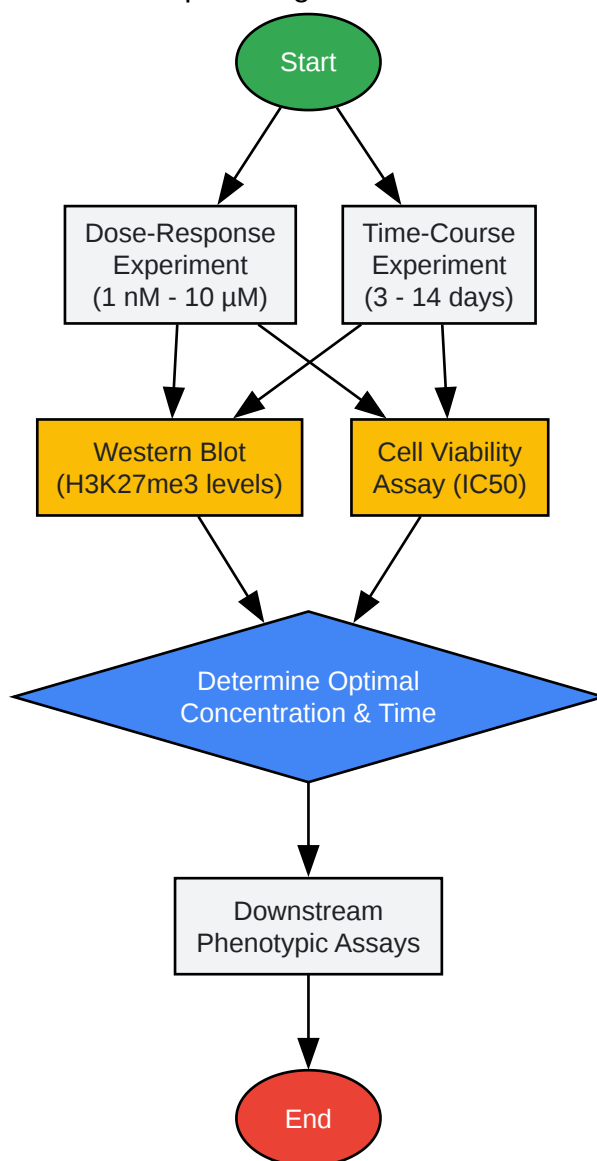 Start
Dose-Response
Experiment
(1 nM - 10 µM)
Time-Course
Experiment
(3 - 14 days)
Western Blot
(H3K27me3 levels)
Cell Viability
Assay (IC50)
Determine Optimal
Concentration & Time
Downstream
Phenotypic Assays
End